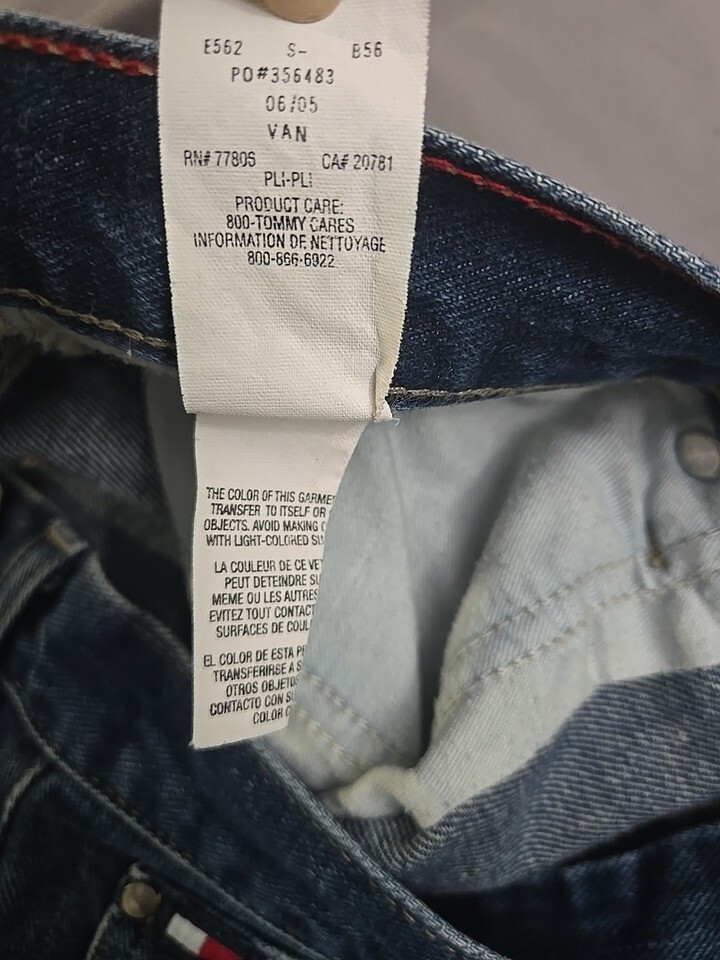 E562 S- B56
PO#356483
06/05
VAN
RN# 77806 CA# 20781
PLI-PLI
PRODUCT CARE:
800-TOMMY CARES
INFORMATION DE NETTOYAGE
800-866-6922
THE COLOR OF THIS GARME
TRANSFER TO ITSELF OR
OBJECTS. AVOID MAKING
WITH LIGHT-COLORED SU
LA COULEUR DE CE VE
PEUT DETEINDRE SU
MEME OU LES AUTRES
EVITEZ TOUT CONTACT
SURFACES DE COUL
EL COLOR DE ESTA P
TRANSFERIRSE A S
OTROS OBJETO
CONTACTO CON SU
COLOR C